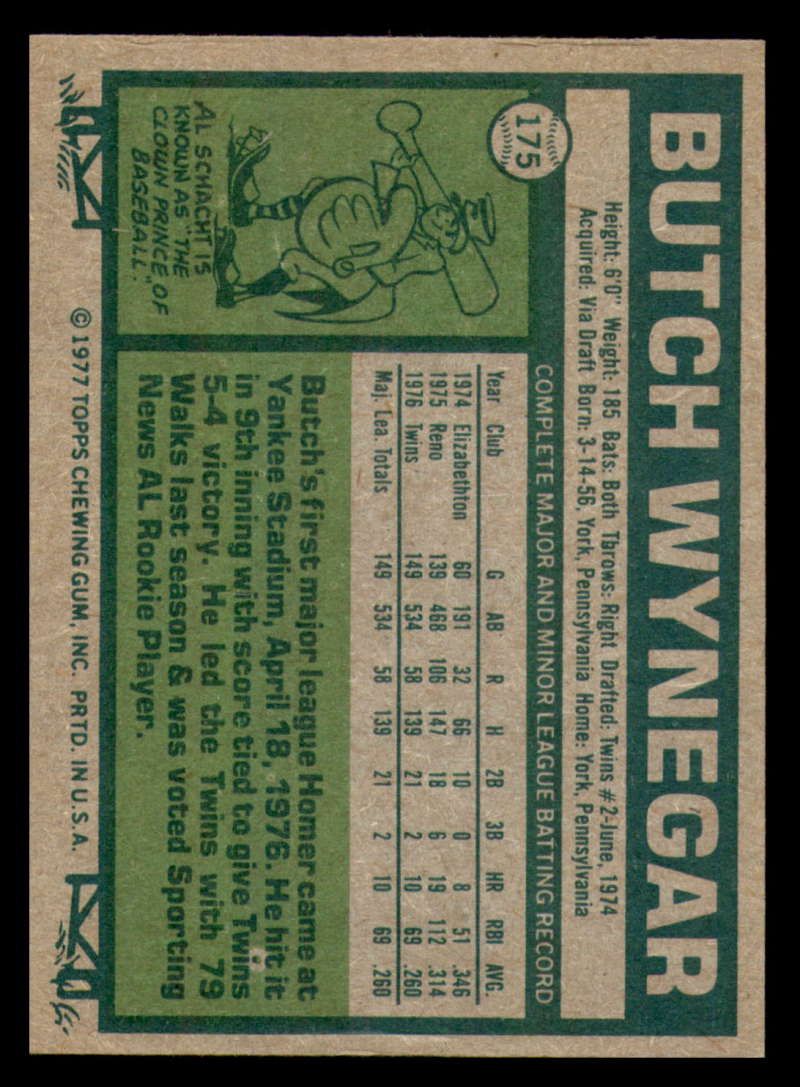 BUTCH WYNEGAR
175
Height: 6'0" Weight: 185 Bats: Both Throws: Right Drafted: Twins #2-June, 1974
Acquired: Via Draft Born: 3-14-56, York, Pennsylvania Home: York, Pennsylvania
COMPLETE MAJOR AND MINOR LEAGUE BATTING RECORD
Year Club G AB R H 2B 3B HR RBI AVG.
1974 Elizabethton 60 191 32 66 10 0 8 51 .346
1975 Reno 139 468 106 147 18 6 19 112 .314
1976 Twins 149 534 58 139 21 2 10 69 .260
Maj. Lea. Totals 149 534 58 139 21 2 10 69 .260
AL SCHACHT IS
KNOWN AS "THE
CLOWN PRINCE OF
BASEBALL."
Butch's first major league Homer came at
Yankee Stadium, April 18, 1976. He hit it
in 9th inning with score tied to give Twins
5-4 victory. He led the Twins with 79
Walks last season & was voted Sporting
News AL Rookie Player.
© 1977 TOPPS CHEWING GUM, INC. PRTD. IN U.S.A.